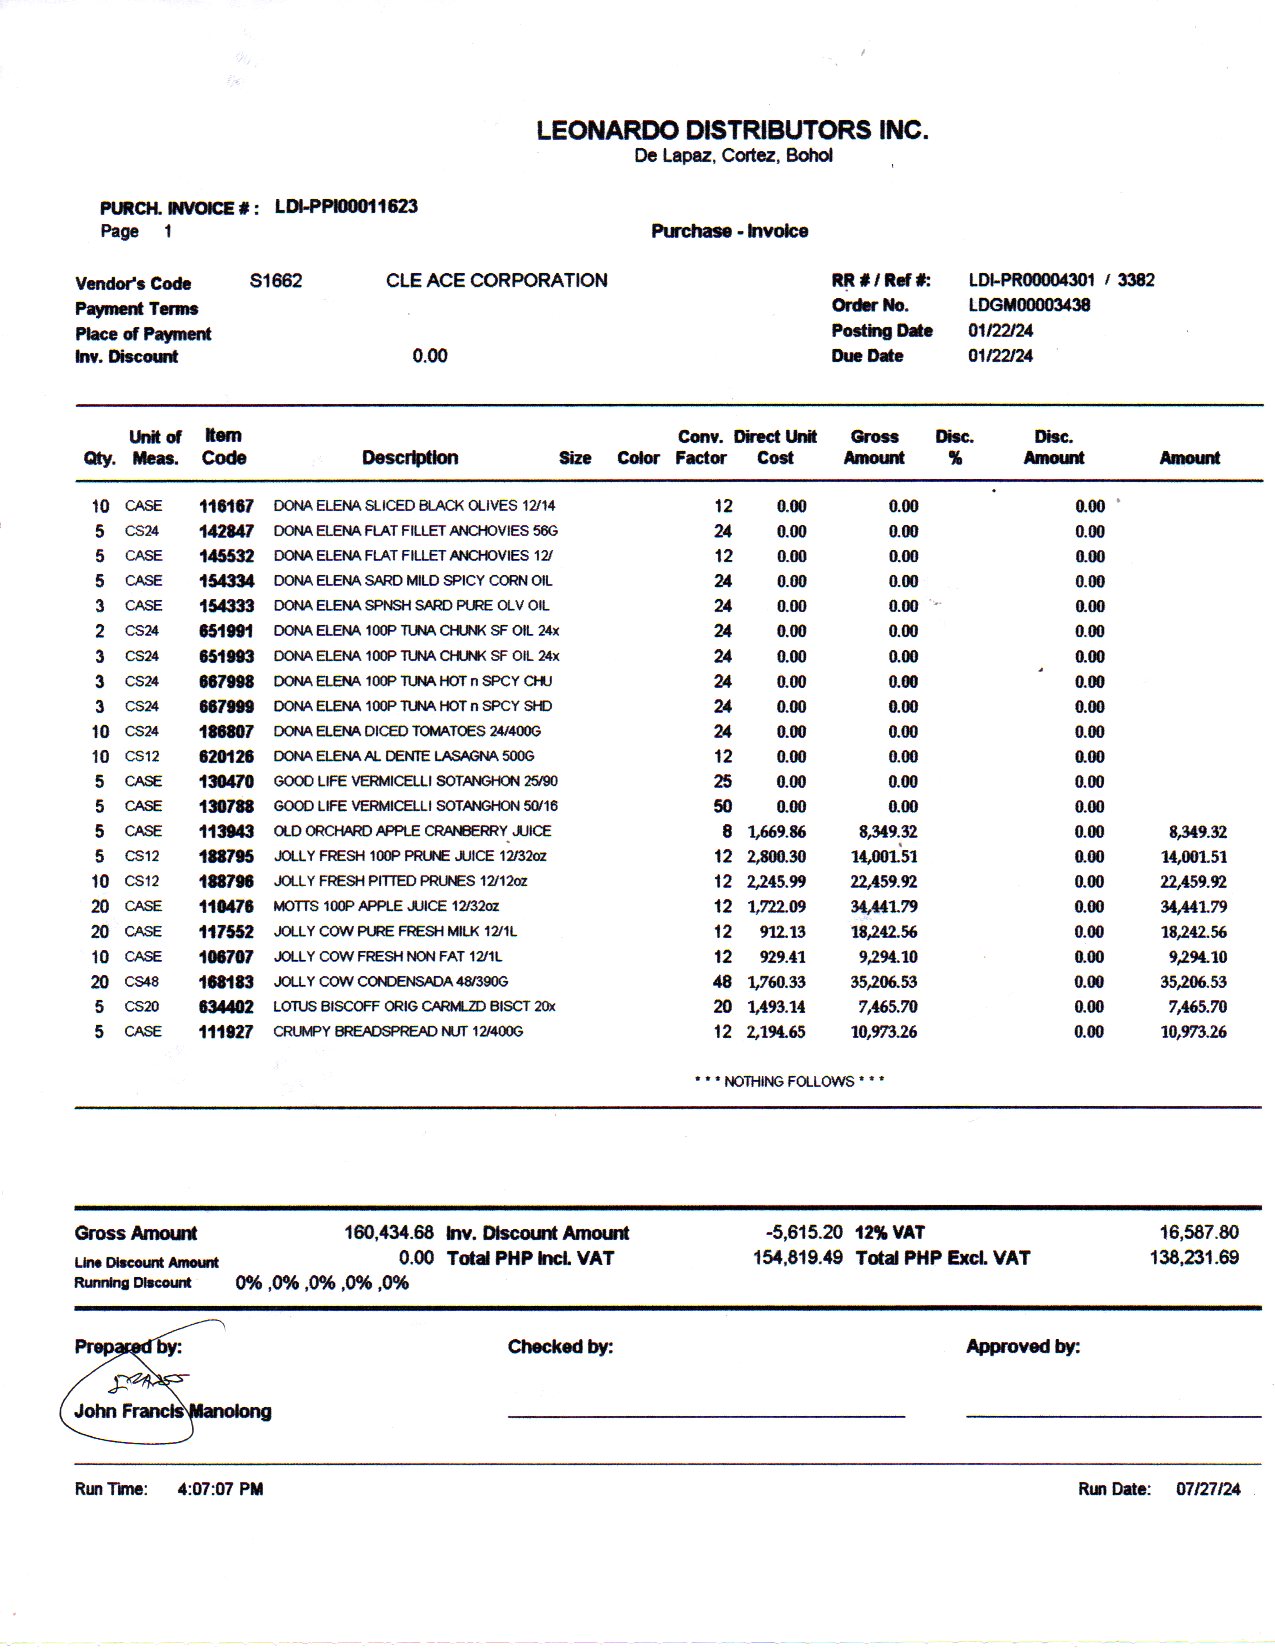 LEONARDO DISTRIBUTORS INC.
De Lapaz, Cortez, Bohol
PURCH. INVOICE # : LDI-PPI00011623
Page 1 Purchase - Invoice
Vendor's Code S1662 CLE ACE CORPORATION RR # / Ref #: LDI-PR00004301 / 3382
Payment Terms Order No. LDGM00003438
Place of Payment Posting Date 01/22/24
Inv. Discount 0.00 Due Date 01/22/24
Unit of Item Conv. Direct Unit Gross Disc. Disc.
Qty. Meas. Code Description Size Color Factor Cost Amount % Amount Amount
10 CASE 116167 DONA ELENA SLICED BLACK OLIVES 12/14 12 0.00 0.00 0.00
5 CS24 142847 DONA ELENA FLAT FILLET ANCHOVIES 56G 24 0.00 0.00 0.00
5 CASE 145532 DONA ELENA FLAT FILLET ANCHOVIES 12/ 12 0.00 0.00 0.00
5 CASE 154334 DONA ELENA SARD MILD SPICY CORN OIL 24 0.00 0.00 0.00
3 CASE 154333 DONA ELENA SPNSH SARD PURE OLV OIL 24 0.00 0.00 0.00
2 CS24 651991 DONA ELENA 100P TUNA CHUNK SF OIL 24x 24 0.00 0.00 0.00
3 CS24 651993 DONA ELENA 100P TUNA CHUNK SF OIL 24x 24 0.00 0.00 0.00
3 CS24 667998 DONA ELENA 100P TUNA HOT n SPCY CHU 24 0.00 0.00 0.00
3 CS24 667999 DONA ELENA 100P TUNA HOT n SPCY SHD 24 0.00 0.00 0.00
10 CS24 186807 DONA ELENA DICED TOMATOES 24/400G 24 0.00 0.00 0.00
10 CS12 620126 DONA ELENA AL DENTE LASAGNA 500G 12 0.00 0.00 0.00
5 CASE 130470 GOOD LIFE VERMICELLI SOTANGHON 25/90 25 0.00 0.00 0.00
5 CASE 130788 GOOD LIFE VERMICELLI SOTANGHON 50/16 50 0.00 0.00 0.00
5 CASE 113943 OLD ORCHARD APPLE CRANBERRY JUICE 8 1,669.86 8,349.32 0.00 8,349.32
5 CS12 188795 JOLLY FRESH 100P PRUNE JUICE 12/32oz 12 2,800.30 14,001.51 0.00 14,001.51
10 CS12 188796 JOLLY FRESH PITTED PRUNES 12/12oz 12 2,245.99 22,459.92 0.00 22,459.92
20 CASE 110476 MOTTS 100P APPLE JUICE 12/32oz 12 1,722.09 34,441.79 0.00 34,441.79
20 CASE 117552 JOLLY COW PURE FRESH MILK 12/1L 12 912.13 18,242.56 0.00 18,242.56
10 CASE 106707 JOLLY COW FRESH NON FAT 12/1L 12 929.41 9,294.10 0.00 9,294.10
20 CS48 168183 JOLLY COW CONDENSADA 48/390G 48 1,760.33 35,206.53 0.00 35,206.53
5 CS20 634402 LOTUS BISCOFF ORIG CARMLZD BISCT 20x 20 1,493.14 7,465.70 0.00 7,465.70
5 CASE 111927 CRUMPY BREADSPREAD NUT 12/400G 12 2,194.65 10,973.26 0.00 10,973.26
* * * NOTHING FOLLOWS * * *
Gross Amount 160,434.68 Inv. Discount Amount -5,615.20 12% VAT 16,587.80
Line Discount Amount 0.00 Total PHP Incl. VAT 154,819.49 Total PHP Excl. VAT 138,231.69
Running Discount 0% ,0% ,0% ,0% ,0%
Prepared by: Checked by: Approved by:
John Francis Manolong
Run Time: 4:07:07 PM Run Date: 07/27/24